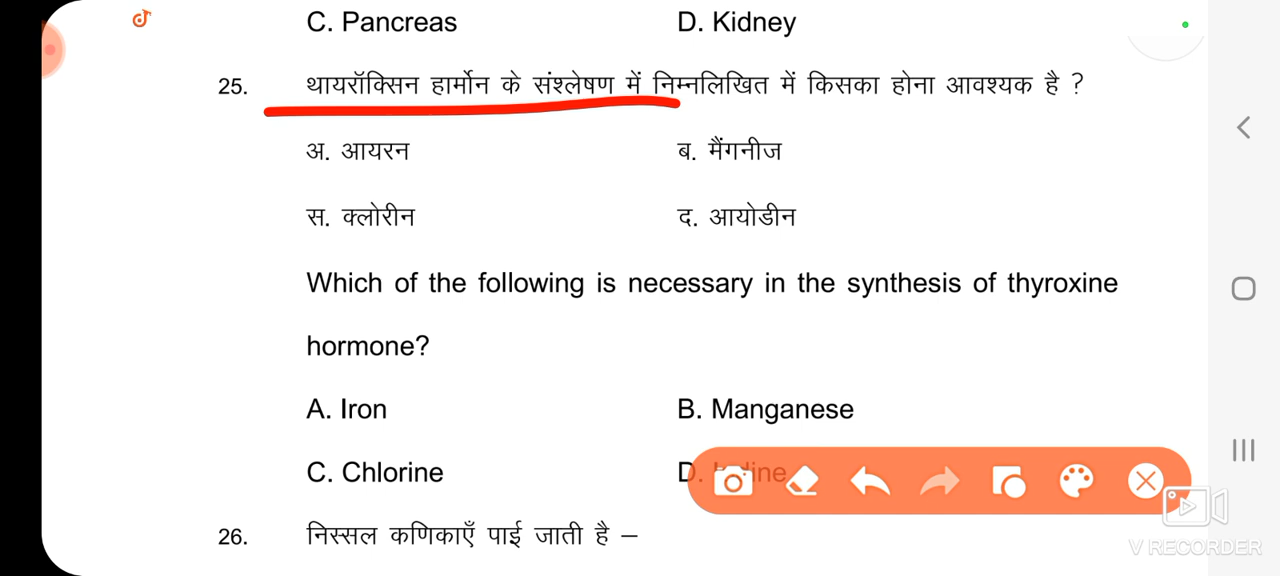 C. Pancreas D. Kidney
25. थायरॉक्सिन हार्मोन के संश्लेषण में निम्नलिखित में किसका होना आवश्यक है ?
अ. आयरन ब. मैंगनीज
स. क्लोरीन द. आयोडीन
Which of the following is necessary in the synthesis of thyroxine
hormone?
A. Iron B. Manganese
C. Chlorine D.
26. निस्सल कणिकाएँ पाई जाती है –
V RECORDER